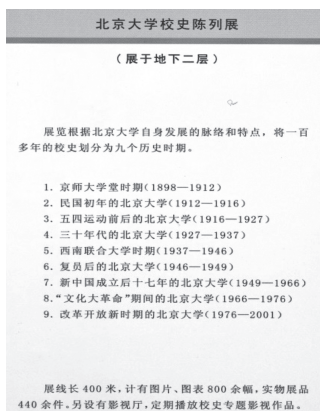 北京大学校史陈列展
（展于地下二层）
展览根据北京大学自身发展的脉络和特点，将一百
多年的校史划分为九个历史时期。
1. 京师大学堂时期(1898—1912)
2. 民国初年的北京大学(1912—1916)
3. 五四运动前后的北京大学(1916—1927)
4. 三十年代的北京大学(1927—1937)
5. 西南联合大学时期(1937—1946)
6. 复员后的北京大学(1946—1949)
7. 新中国成立后十七年的北京大学(1949—1966)
8.“文化大革命”期间的北京大学(1966—1976)
9. 改革开放新时期的北京大学(1976—2001)
展线长 400 米，计有图片、图表 800 余幅，实物展品
440 余件。另设有影视厅，定期播放校史专题影视作品。